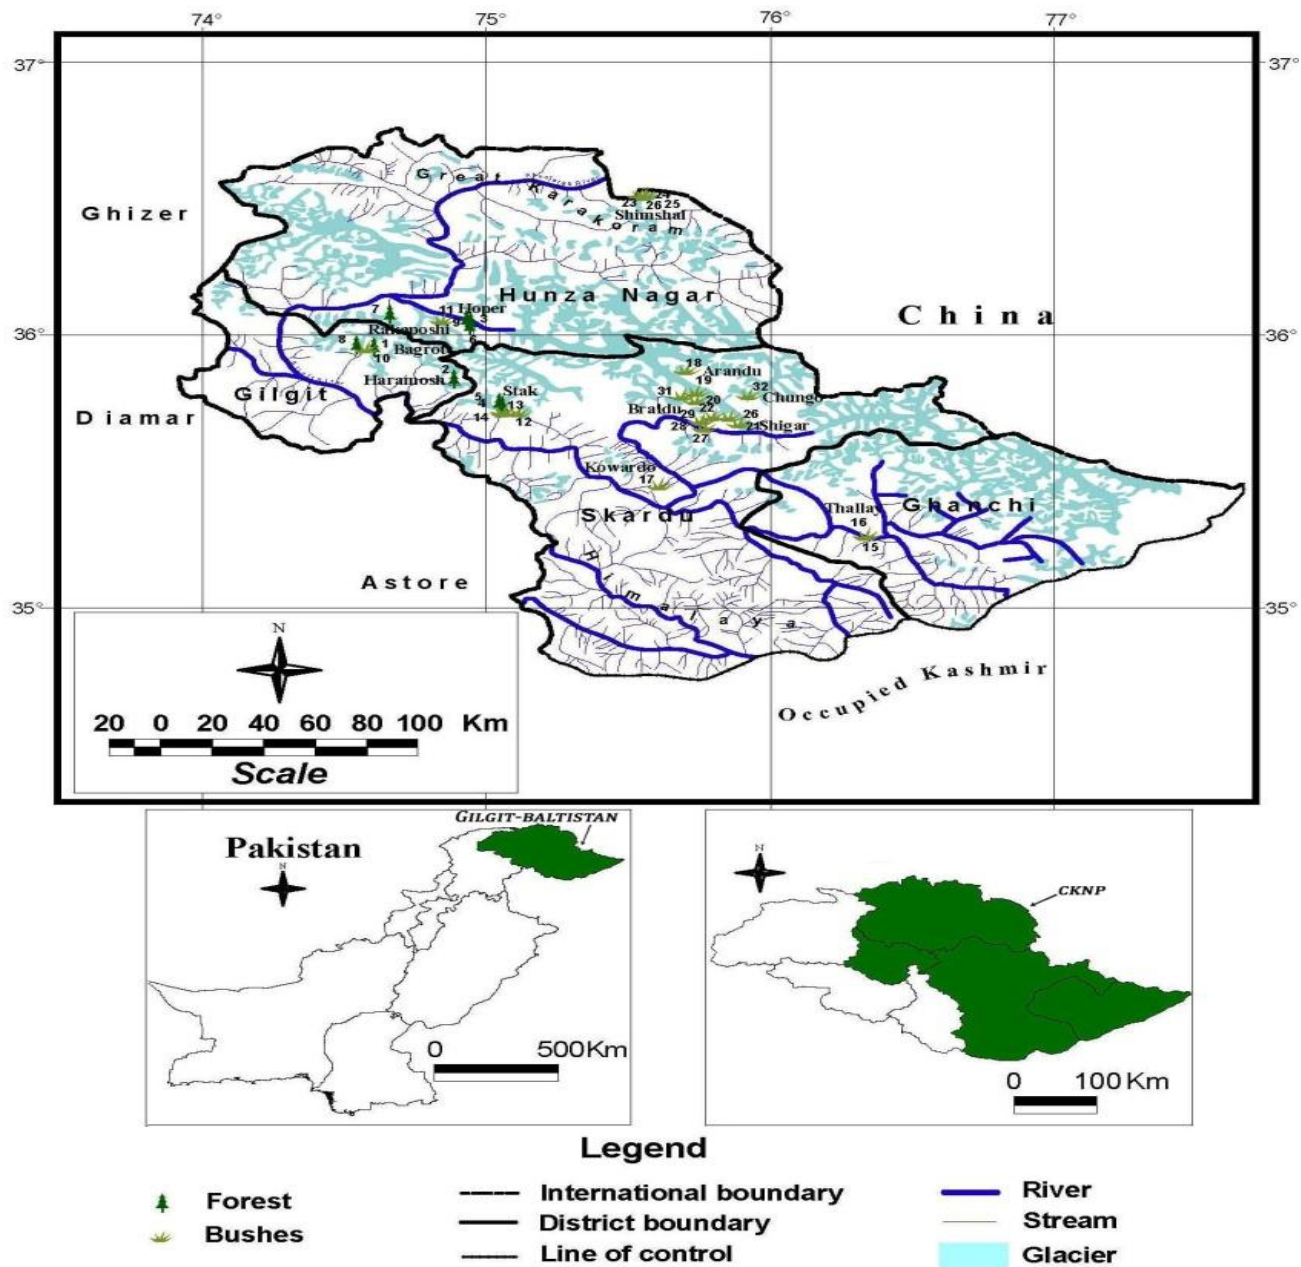 74° 75° 76° 77°
37° 37°
Great Karakoram
Ghizer
24
23 26 25
Shimshal
Hunza Nagar
China
7 11 Hoper
9 3
Rakaposhi
6
36° 36°
8 1
10 Bagrot
2
Haramosh
18
Arandu
19
31 32
20 Chungo
Gilgit
Stak
5
4 13
14 12
Braldu 29 22 26
28 21 Shigar
27
Diamar
Kowardo
17
Skardu
Thallay
16
15
Ghanchi
Astore
Himalaya
35° 35°
Occupied Kashmir
N
20 0 20 40 60 80 100 Km
Scale
GILGIT-BALTISTAN
Pakistan
N
0 500Km
N
CKNP
0 100 Km
Legend
Forest International boundary River
Bushes District boundary Stream
Line of control Glacier